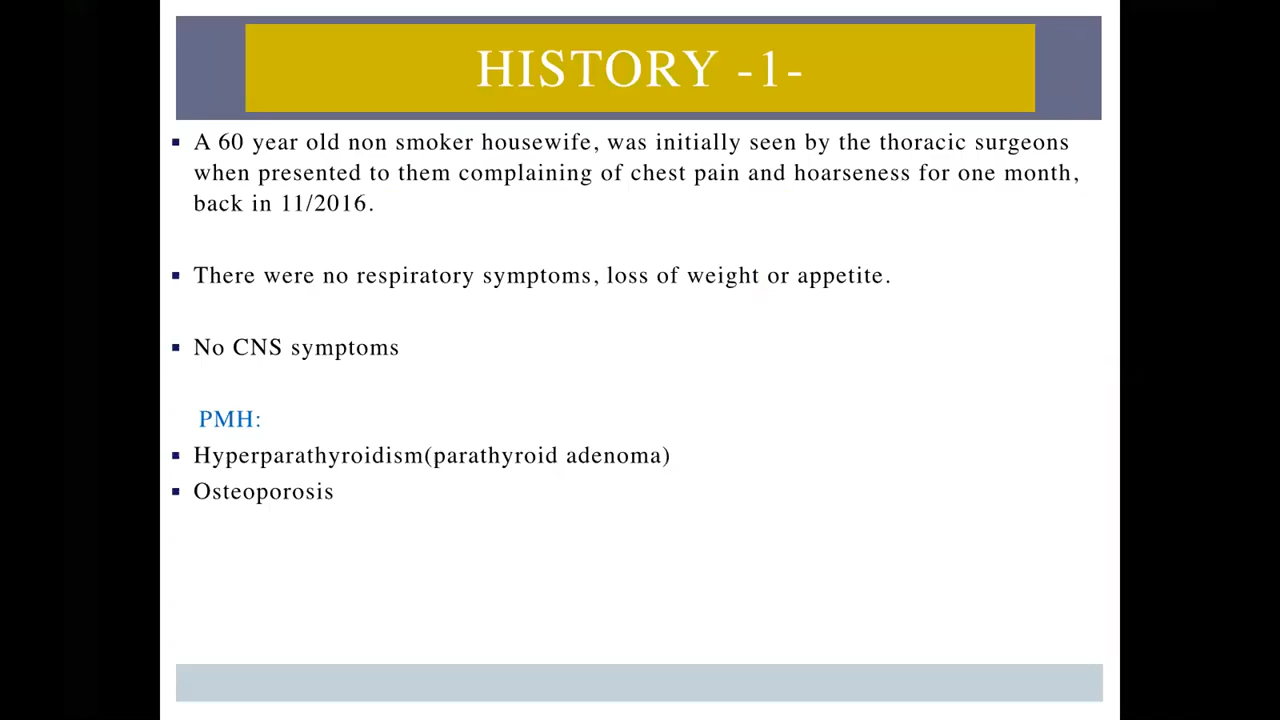 HISTORY -1-
▪ A 60 year old non smoker housewife, was initially seen by the thoracic surgeons
when presented to them complaining of chest pain and hoarseness for one month,
back in 11/2016.
▪ There were no respiratory symptoms, loss of weight or appetite.
▪ No CNS symptoms
PMH:
▪ Hyperparathyroidism(parathyroid adenoma)
▪ Osteoporosis